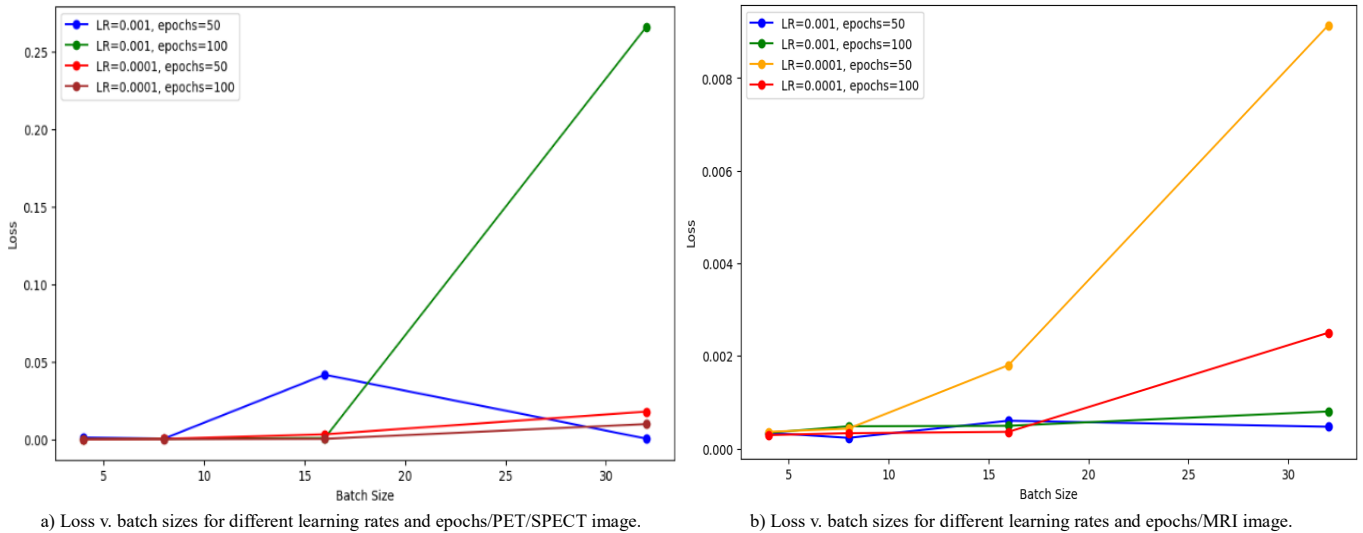 LR=0.001, epochs=50
LR=0.001, epochs=100
LR=0.0001, epochs=50
LR=0.0001, epochs=100
0.25
0.20
0.15
0.10
0.05
0.00
Loss
5 10 15 20 25 30
Batch Size
a) Loss v. batch sizes for different learning rates and epochs/PET/SPECT image.
LR=0.001, epochs=50
LR=0.001, epochs=100
LR=0.0001, epochs=50
LR=0.0001, epochs=100
0.008
0.006
0.004
0.002
0.000
Loss
5 10 15 20 25 30
Batch Size
b) Loss v. batch sizes for different learning rates and epochs/MRI image.